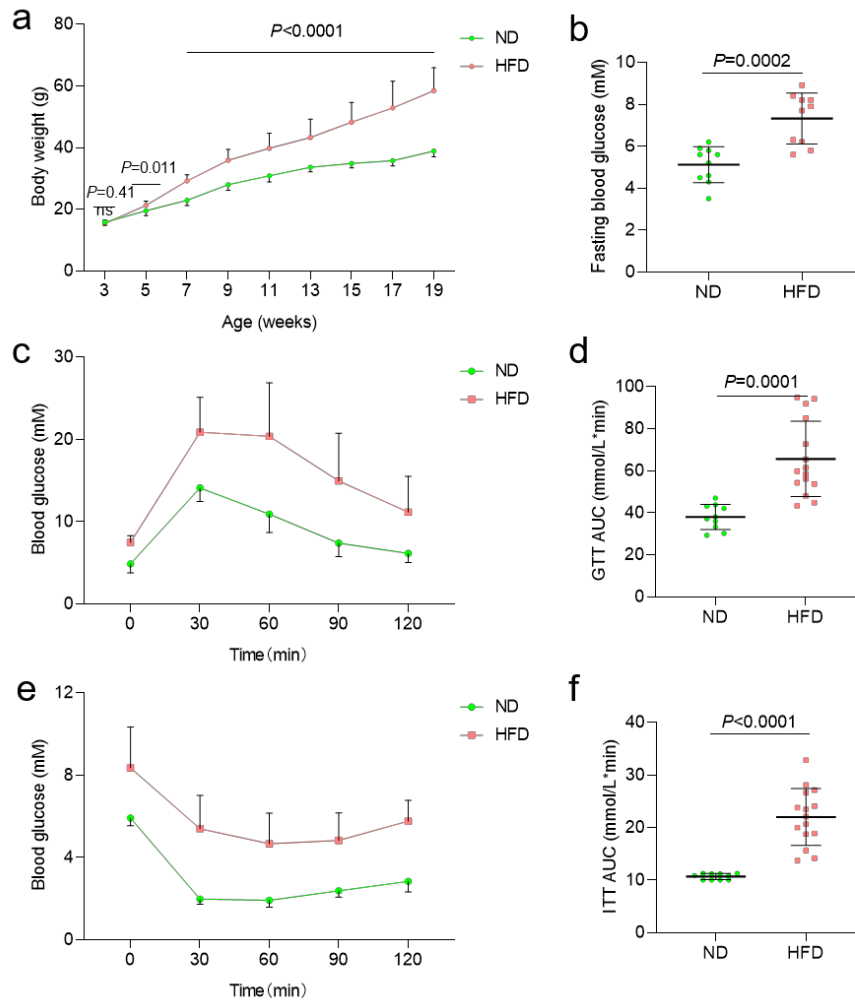 a
Body weight (g)
80
60
40
20
0
P<0.0001
P=0.011
P=0.41
ns
ND
HFD
3 5 7 9 11 13 15 17 19
Age (weeks)
b
Fasting blood glucose (mM)
10
8
6
4
2
0
P=0.0002
ND HFD
c
Blood glucose (mM)
30
20
10
0
ND
HFD
0 30 60 90 120
Time(min)
d
GTT AUC (mmol/L*min)
100
80
60
40
20
0
P=0.0001
ND HFD
e
Blood glucose (mM)
12
8
4
0
ND
HFD
0 30 60 90 120
Time(min)
f
ITT AUC (mmol/L*min)
40
30
20
10
0
P<0.0001
ND HFD